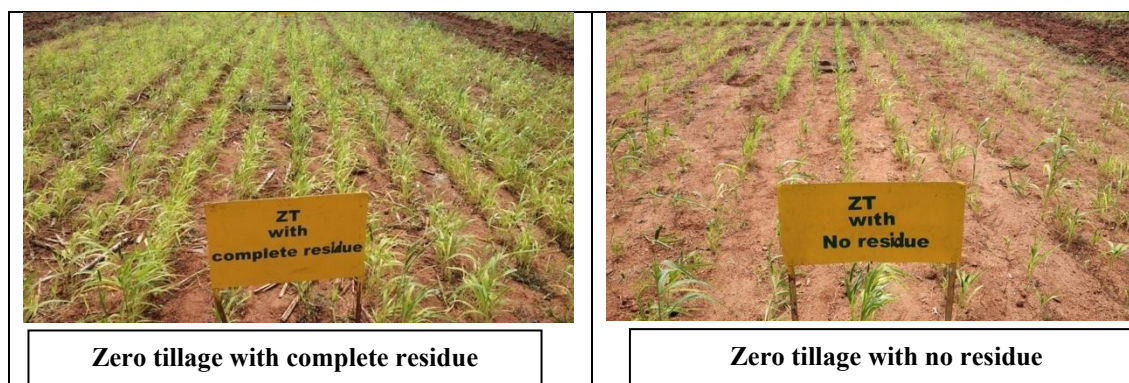 ZT
with
complete residue
Zero tillage with complete residue
ZT
with
No residue
Zero tillage with no residue